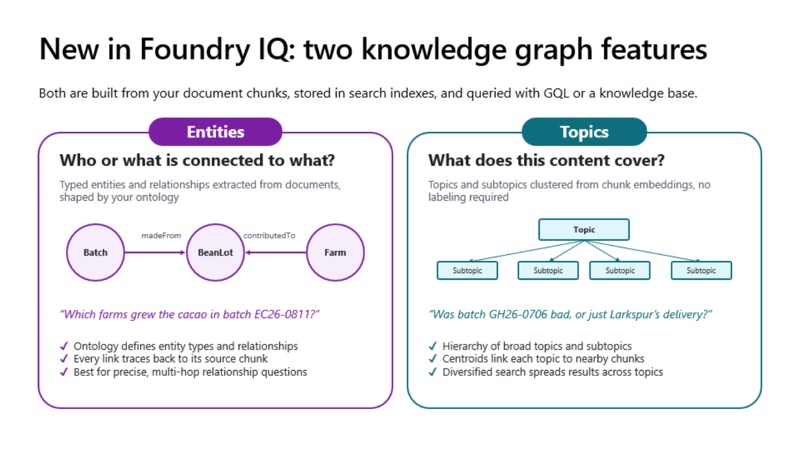 New in Foundry IQ: two knowledge graph features
Both are built from your document chunks, stored in search indexes, and queried with GQL or a knowledge base.
Entities
Who or what is connected to what?
Typed entities and relationships extracted from documents,
shaped by your ontology
Batch
madeFrom
BeanLot
contributedTo
Farm
"Which farms grew the cacao in batch EC26-0811?"
✓ Ontology defines entity types and relationships
✓ Every link traces back to its source chunk
✓ Best for precise, multi-hop relationship questions
Topics
What does this content cover?
Topics and subtopics clustered from chunk embeddings, no
labeling required
Topic
Subtopic
Subtopic
Subtopic
Subtopic
"Was batch GH26-0706 bad, or just Larkspur's delivery?"
✓ Hierarchy of broad topics and subtopics
✓ Centroids link each topic to nearby chunks
✓ Diversified search spreads results across topics